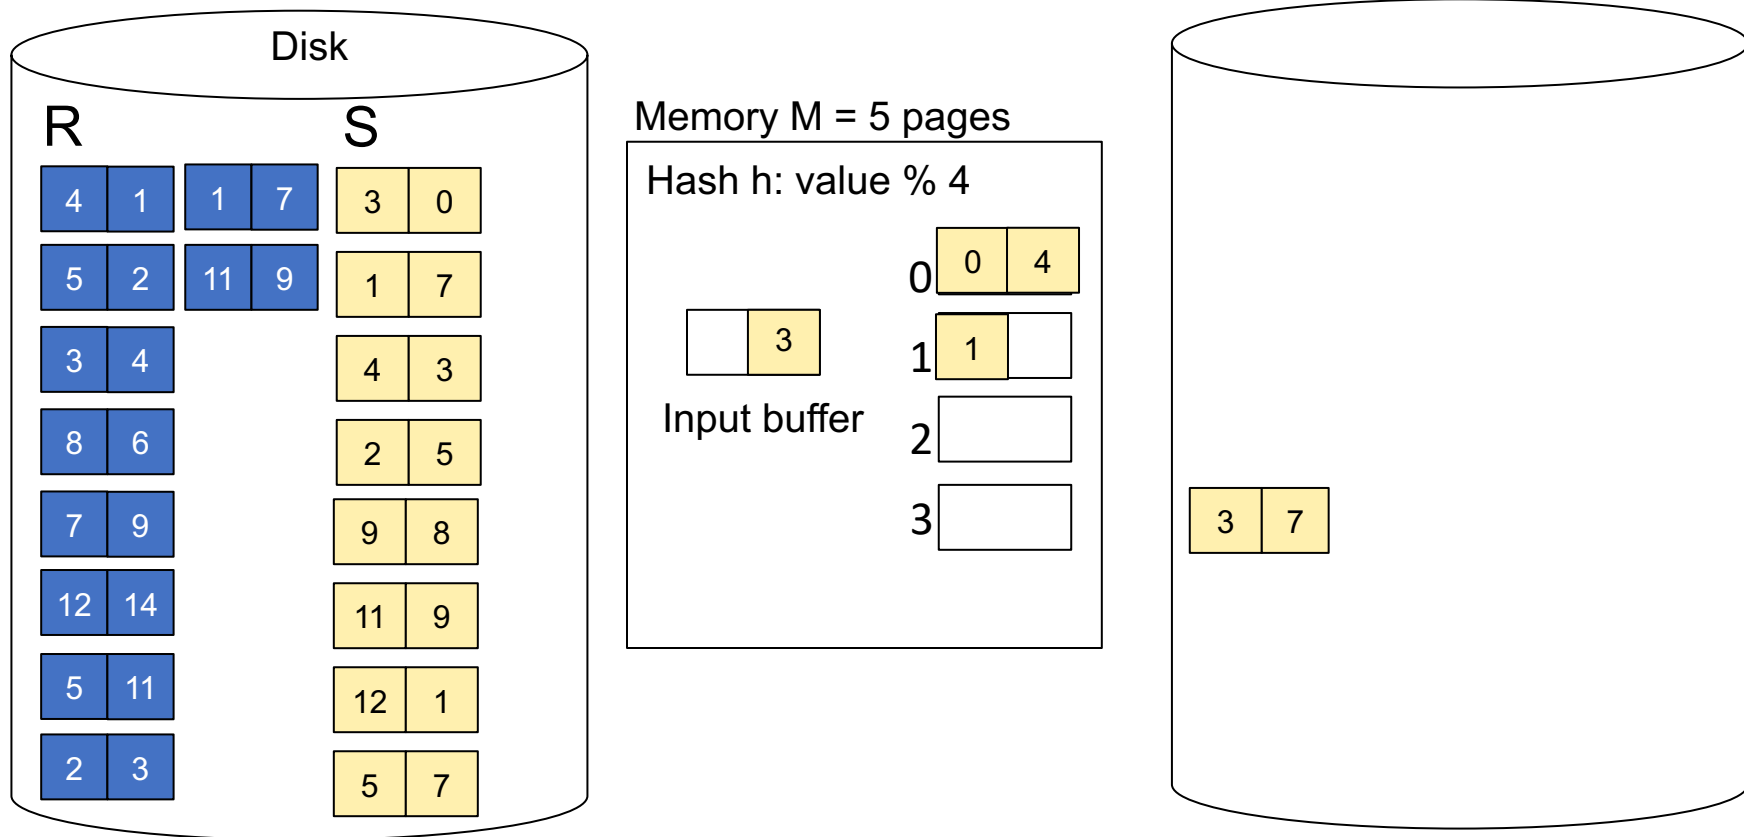 Disk
R S
4 1 1 7 3 0
5 2 11 9 1 7
3 4 4 3
8 6 2 5
7 9 9 8
12 14 11 9
5 11 12 1
2 3 5 7
Memory M = 5 pages
Hash h: value % 4
0 0 4
3
Input buffer
1 1
2
3
3 7